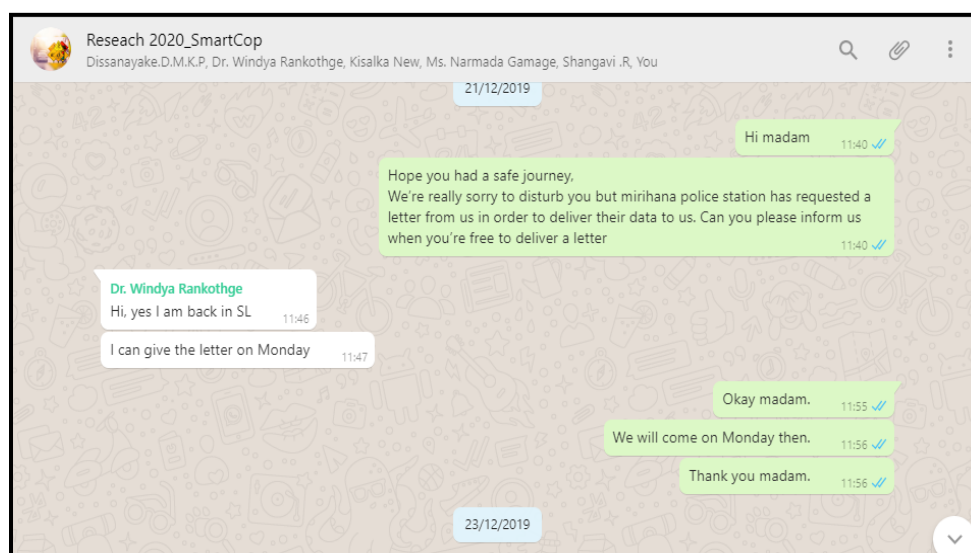 Reseach 2020_SmartCop
Dissanayake.D.M.K.P, Dr. Windya Rankothge, Kisalka New, Ms. Narmada Gamage, Shangavi .R, You
21/12/2019
Hi madam
11:40
Hope you had a safe journey,
We're really sorry to disturb you but mirihana police station has requested a
letter from us in order to deliver their data to us. Can you please inform us
when you're free to deliver a letter
11:40
Dr. Windya Rankothge
Hi, yes I am back in SL
11:46
I can give the letter on Monday
11:47
Okay madam.
11:55
We will come on Monday then.
11:56
Thank you madam.
11:56
23/12/2019